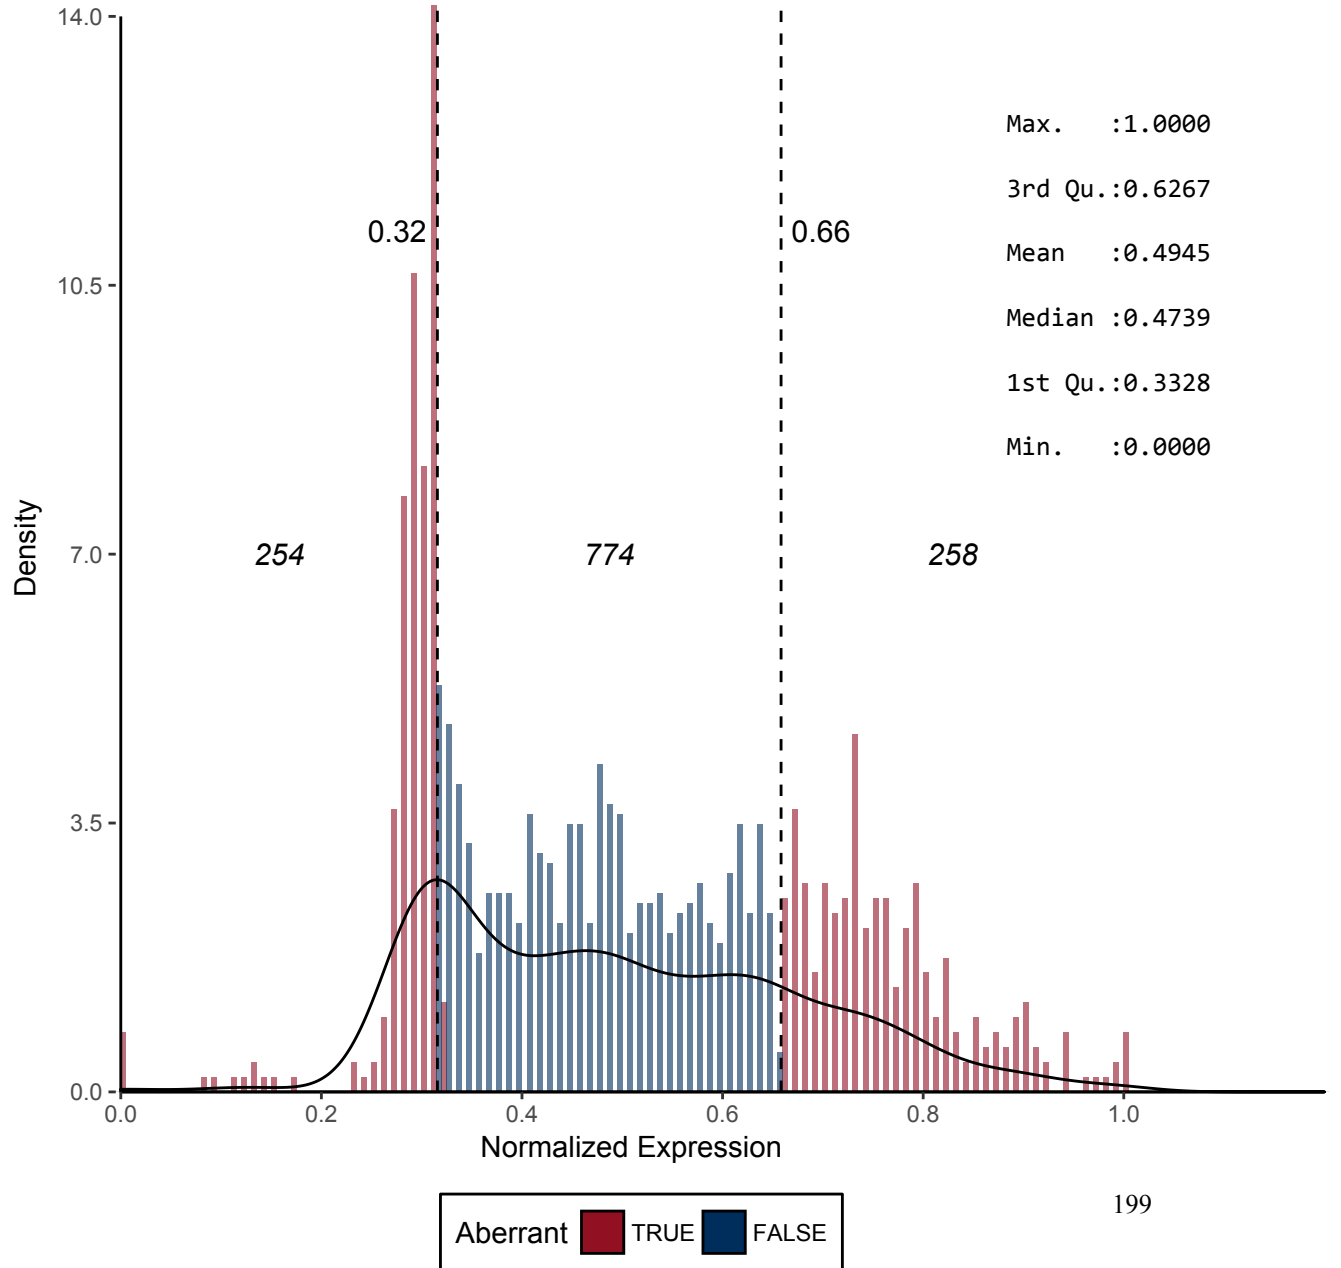 14.0
Max.   :1.0000
3rd Qu.:0.6267
0.32
0.66
Mean   :0.4945
10.5
Median :0.4739
1st Qu.:0.3328
Min.   :0.0000
Density
7.0
254
774
258
3.5
0.0
0.0 0.2 0.4 0.6 0.8 1.0
Normalized Expression
199
Aberrant TRUE FALSE